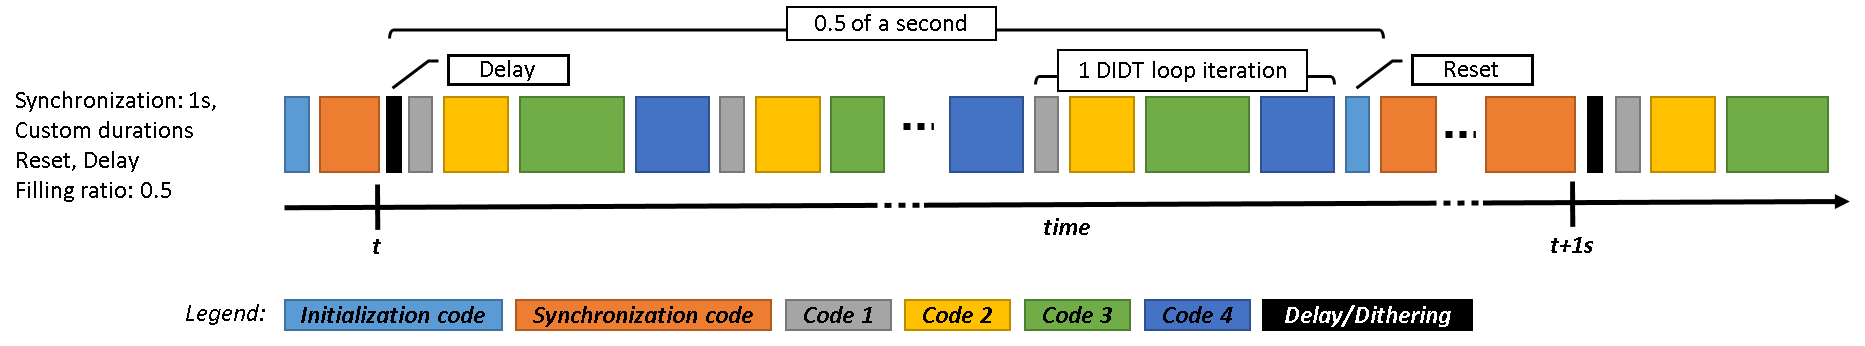 0.5 of a second
Delay
1 DIDT loop iteration
Reset
Synchronization: 1s,
Custom durations
Reset, Delay
Filling ratio: 0.5
t
time
t+1s
Legend:
Initialization code
Synchronization code
Code 1
Code 2
Code 3
Code 4
Delay/Dithering